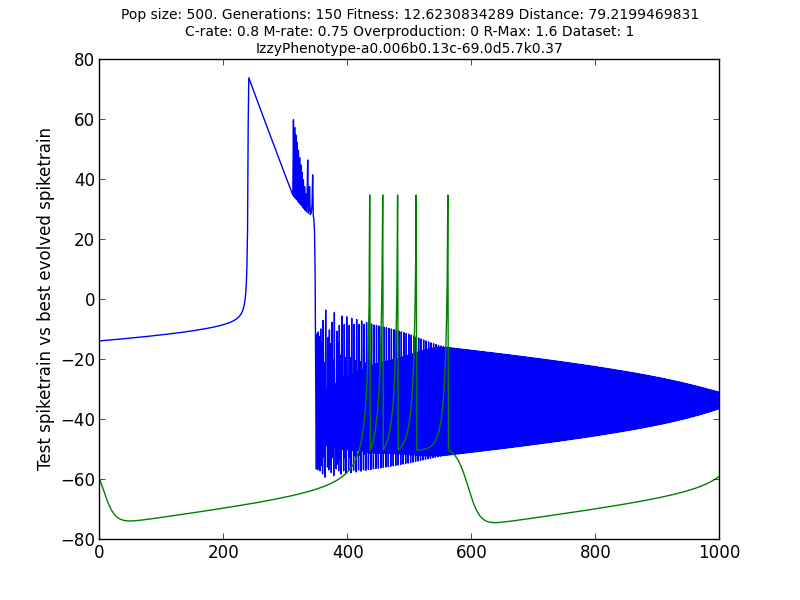 Pop size: 500. Generations: 150 Fitness: 12.6230834289 Distance: 79.2199469831
C-rate: 0.8 M-rate: 0.75 Overproduction: 0 R-Max: 1.6 Dataset: 1
IzzyPhenotype-a0.006b0.13c-69.0d5.7k0.37
Test spiketrain vs best evolved spiketrain
80
60
40
20
0
−20
−40
−60
−80
0 200 400 600 800 1000